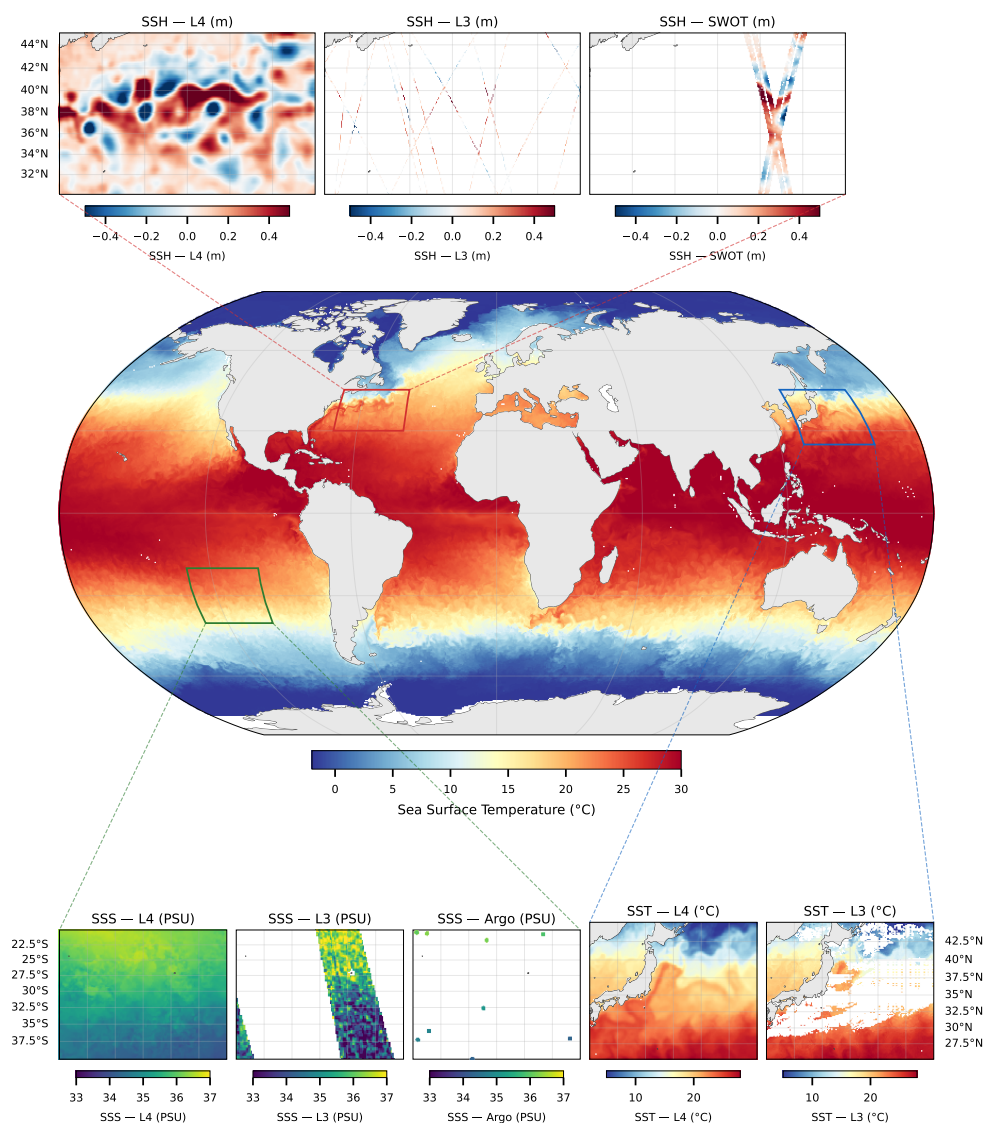 SSH — L4 (m) SSH — L3 (m) SSH — SWOT (m)
44°N
42°N
40°N
38°N
36°N
34°N
32°N
−0.4 −0.2 0.0 0.2 0.4 −0.4 −0.2 0.0 0.2 0.4 −0.4 −0.2 0.0 0.2 0.4
SSH — L4 (m) SSH — L3 (m) SSH — SWOT (m)
0 5 10 15 20 25 30
Sea Surface Temperature (°C)
SSS — L4 (PSU) SSS — L3 (PSU) SSS — Argo (PSU) SST — L4 (°C) SST — L3 (°C)
22.5°S
25°S
27.5°S
30°S
32.5°S
35°S
37.5°S
42.5°N
40°N
37.5°N
35°N
32.5°N
30°N
27.5°N
33 34 35 36 37 33 34 35 36 37 33 34 35 36 37 10 20 10 20
SSS — L4 (PSU) SSS — L3 (PSU) SSS — Argo (PSU) SST — L4 (°C) SST — L3 (°C)